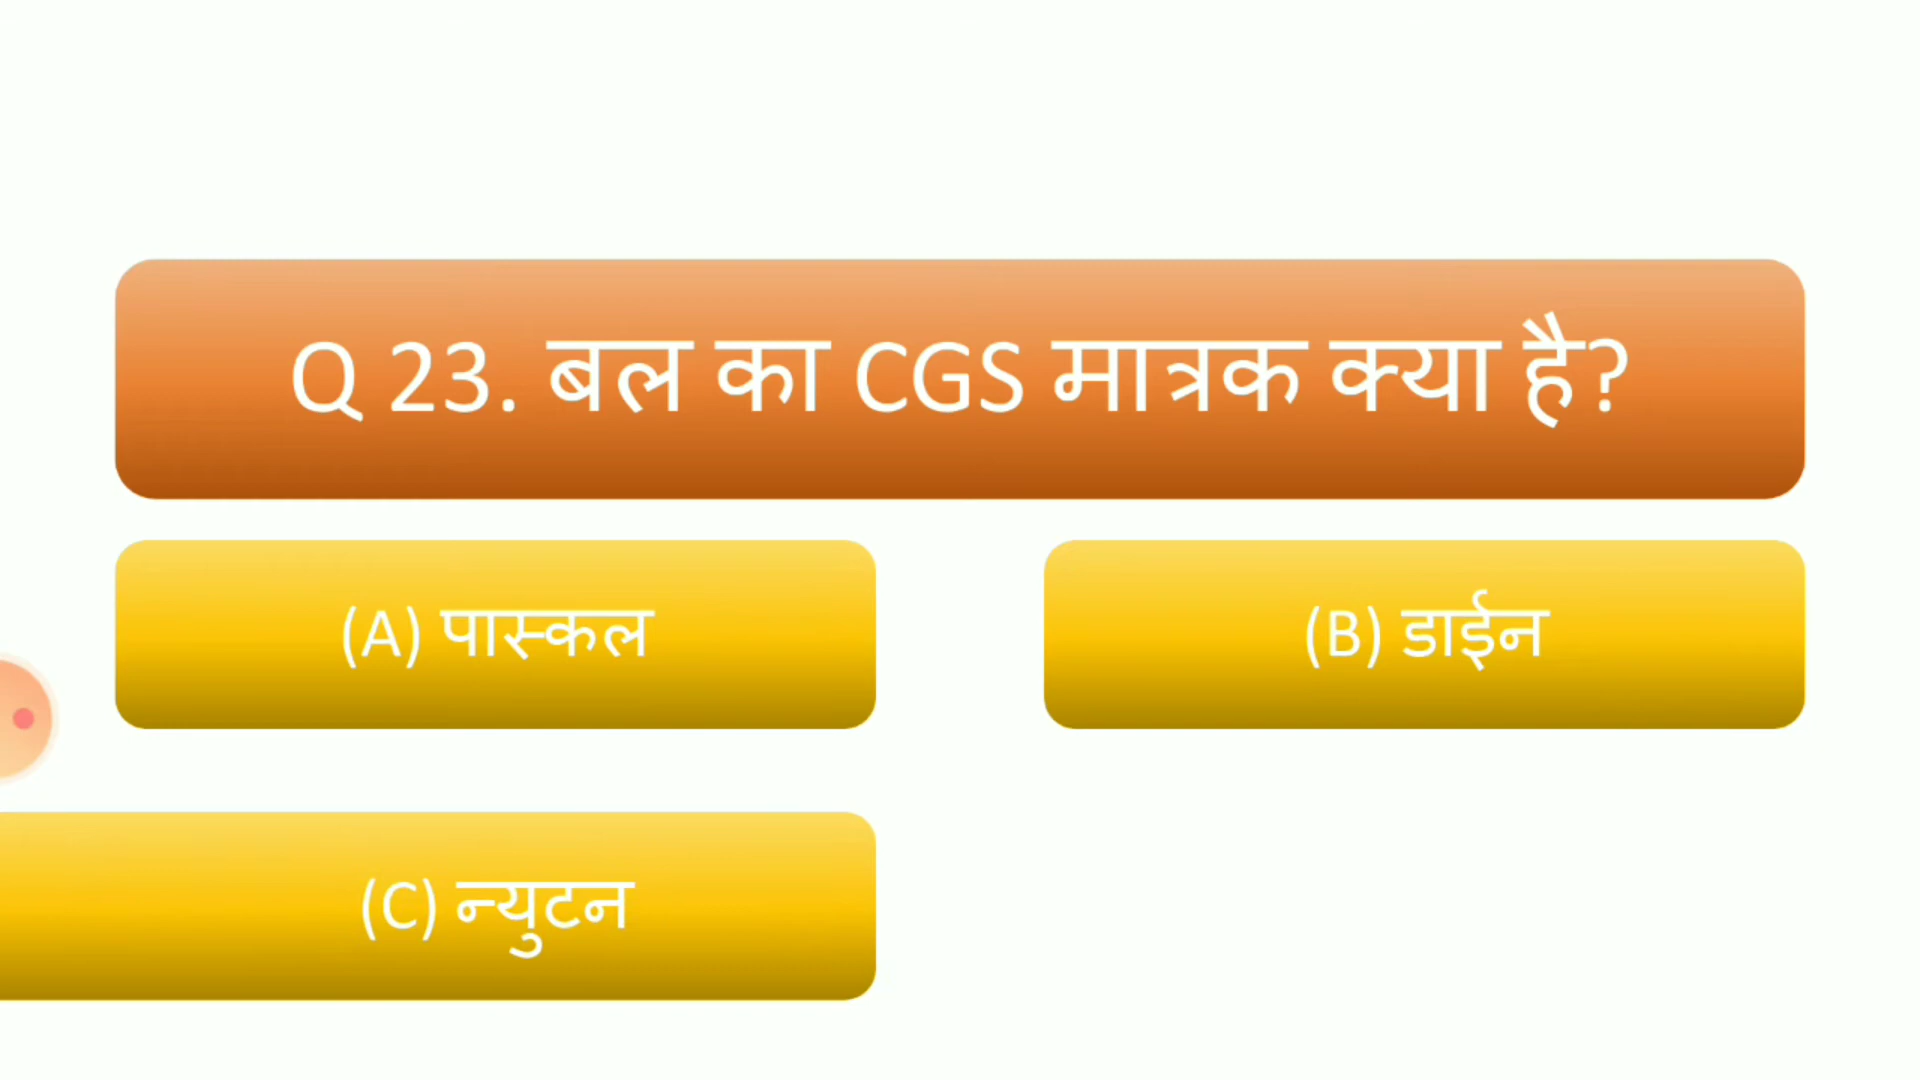 Q 23. बल का CGS मात्रक क्या है?
(A) पास्कल
(B) डाईन
(C) न्युटन